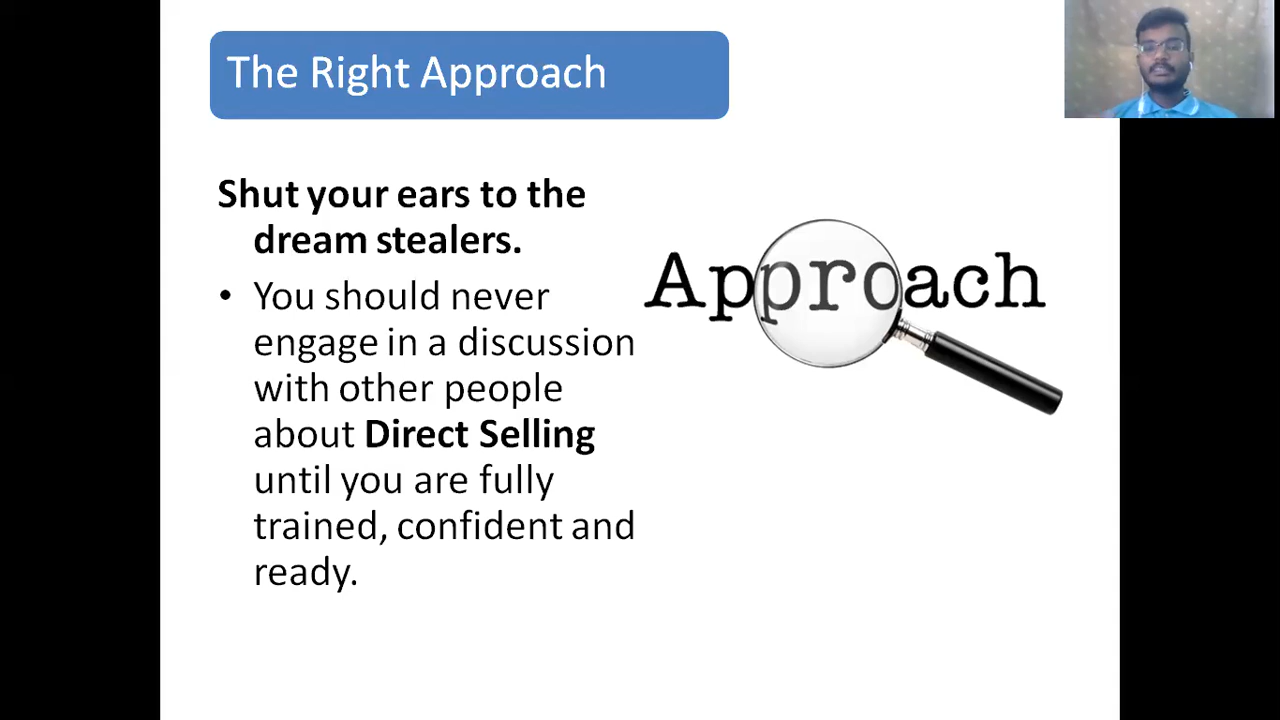 The Right Approach
Shut your ears to the
dream stealers.
• You should never
engage in a discussion
with other people
about Direct Selling
until you are fully
trained, confident and
ready.
Approach